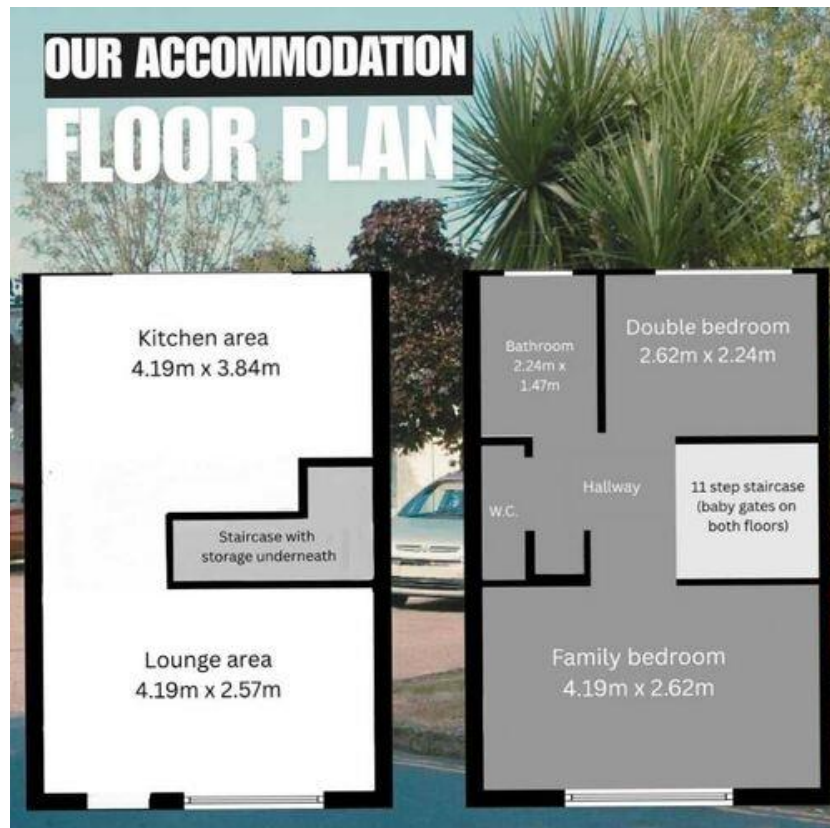 OUR ACCOMMODATION
FLOOR PLAN
Kitchen area
4.19m x 3.84m
Staircase with
storage underneath
Lounge area
4.19m x 2.57m
Bathroom
2.24m x
1.47m
Double bedroom
2.62m x 2.24m
W.C.
Hallway
11 step staircase
(baby gates on
both floors)
Family bedroom
4.19m x 2.62m